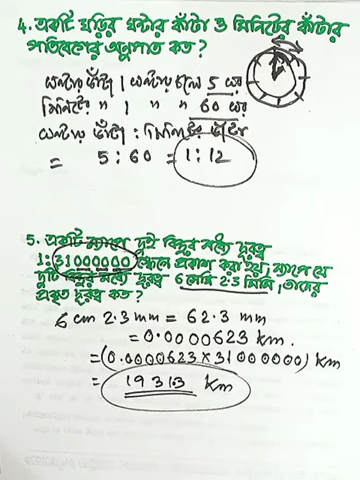 4. একটি ঘড়ির ঘন্টার কাঁটা ও মিনিটের কাঁটার
গতিবেগের অনুপাত কত?
ঘন্টার কাঁটা 1 ঘন্টায় চলে 5 ঘর
মিনিটের " 1 " " 60 ঘর
ঘন্টার কাঁটা : মিনিটের কাঁটা
= 5 : 60 = 1 : 12
5. একটি ম্যাপে দুই বিন্দুর মধ্যে দূরত্ব
1:31000000 স্কেলে প্রকাশ করা হয়। ম্যাপে যে
দুটি বিন্দুর মধ্যে দূরত্ব 6 সেমি 2.3 মিমি, তাদের
প্রকৃত দূরত্ব কত?
6 cm 2.3 mm = 62.3 mm
= 0.0000623 km.
= (0.0000623 x 31000000) km
= 1931.3 km